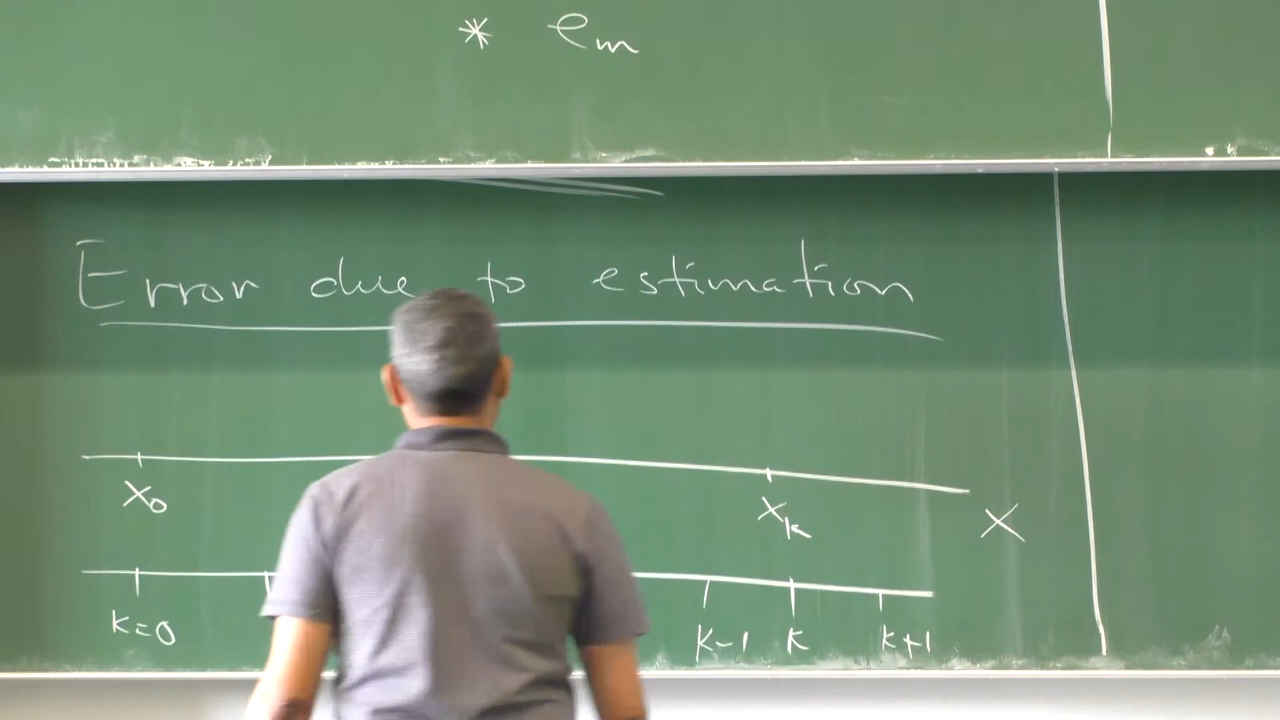 * em
Error due to estimation
x₀ xₖ x
k=0 k-1 k k+1